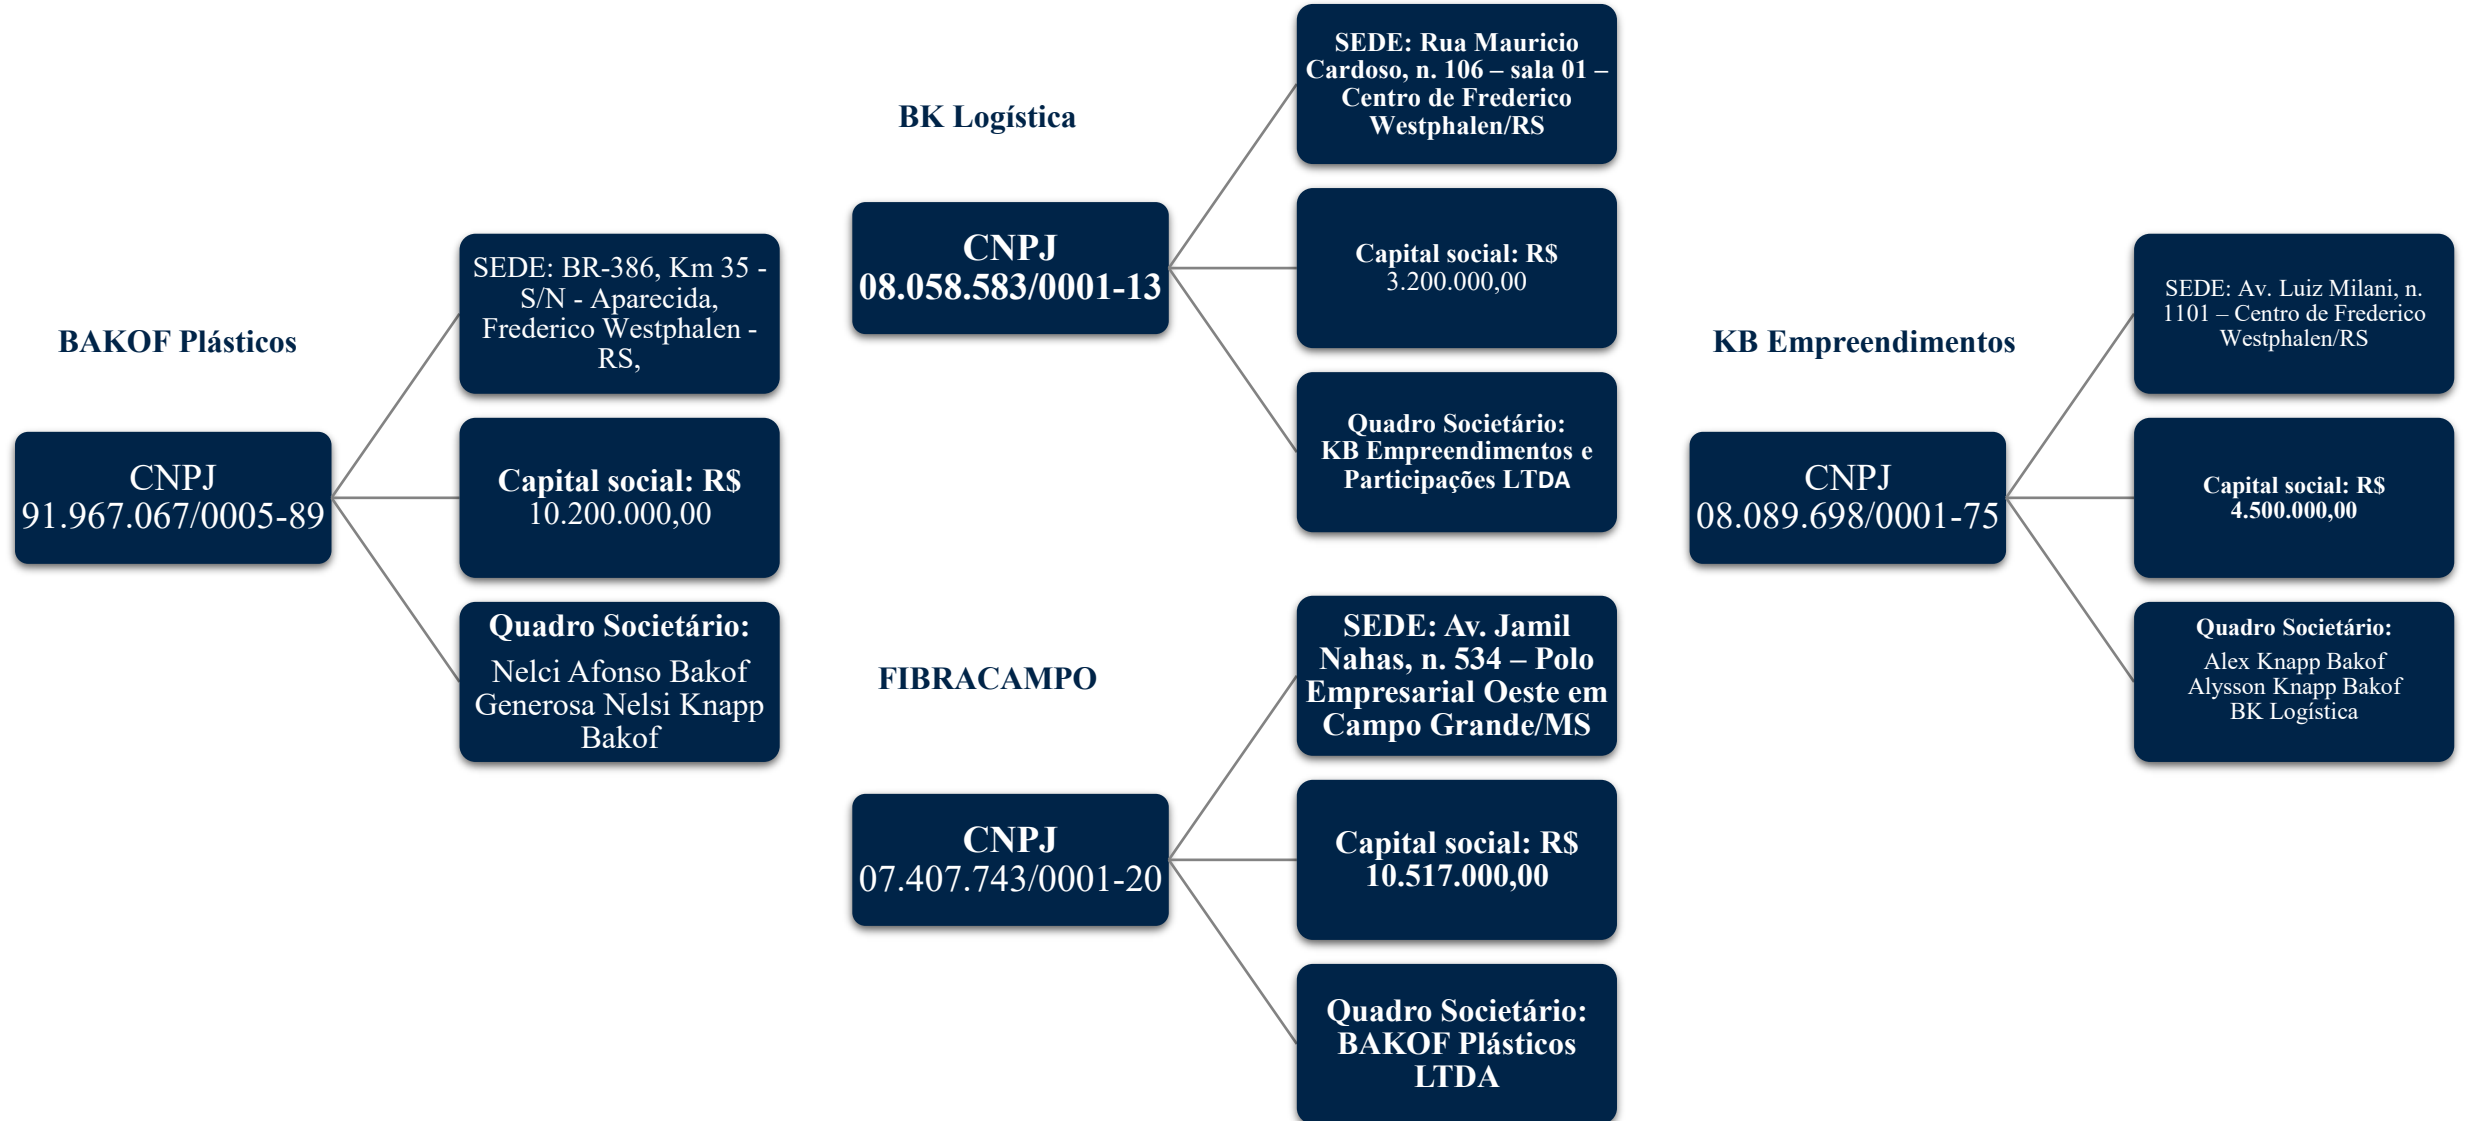 BAKOF Plásticos
CNPJ
91.967.067/0005-89
SEDE: BR-386, Km 35 -
S/N - Aparecida,
Frederico Westphalen -
RS,
Capital social: R$
10.200.000,00
Quadro Societário:
Nelci Afonso Bakof
Generosa Nelsi Knapp
Bakof
BK Logística
CNPJ
08.058.583/0001-13
SEDE: Rua Mauricio
Cardoso, n. 106 – sala 01 –
Centro de Frederico
Westphalen/RS
Capital social: R$
3.200.000,00
Quadro Societário:
KB Empreendimentos e
Participações LTDA
FIBRACAMPO
CNPJ
07.407.743/0001-20
SEDE: Av. Jamil
Nahas, n. 534 – Polo
Empresarial Oeste em
Campo Grande/MS
Capital social: R$
10.517.000,00
Quadro Societário:
BAKOF Plásticos
LTDA
KB Empreendimentos
CNPJ
08.089.698/0001-75
SEDE: Av. Luiz Milani, n.
1101 – Centro de Frederico
Westphalen/RS
Capital social: R$
4.500.000,00
Quadro Societário:
Alex Knapp Bakof
Alysson Knapp Bakof
BK Logística